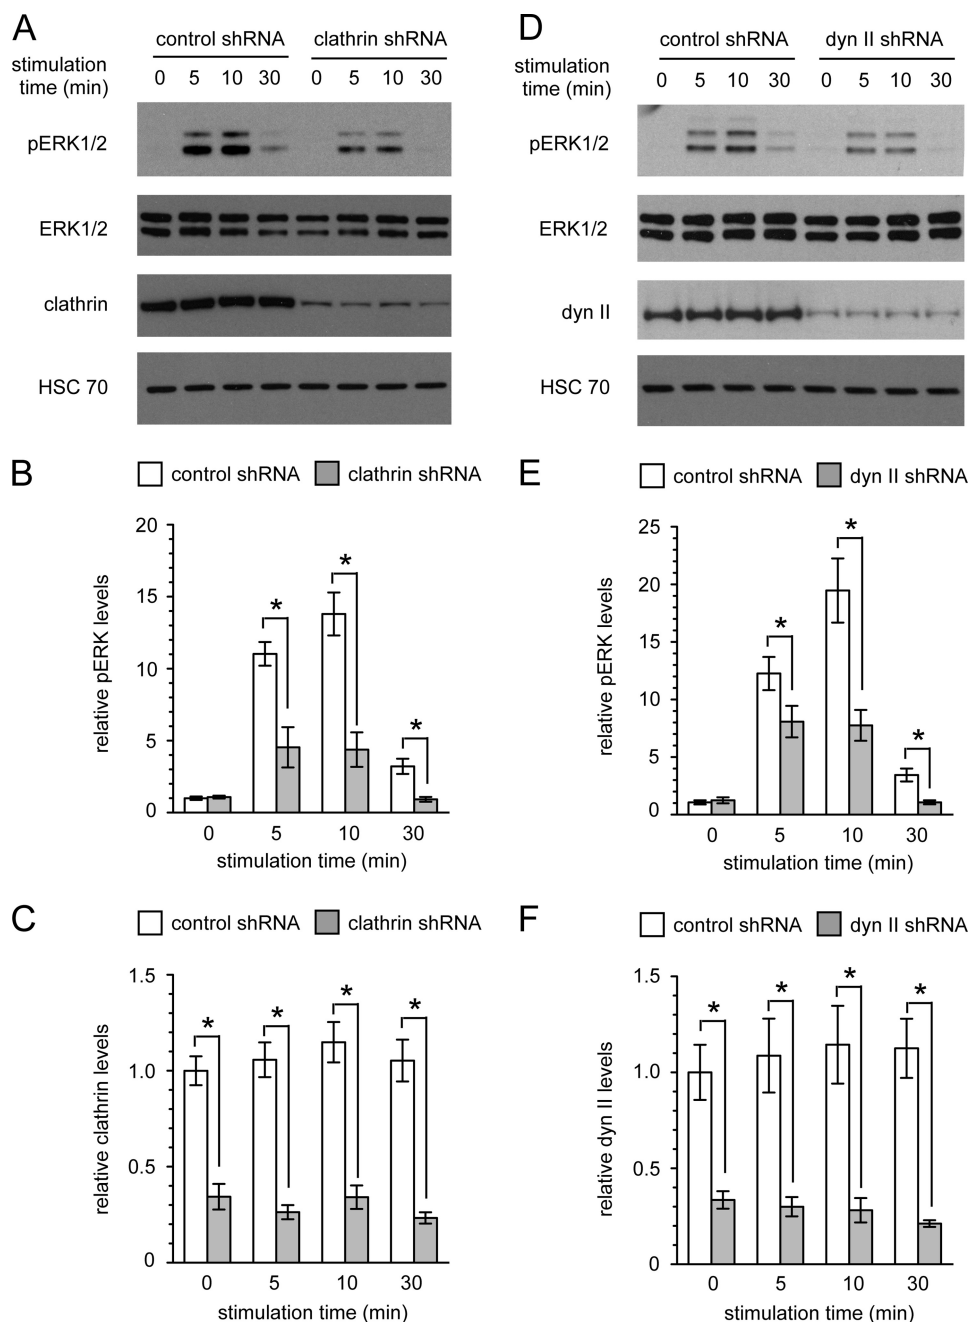 A
control shRNA clathrin shRNA
stimulation time (min) 0 5 10 30 0 5 10 30
pERK1/2
ERK1/2
clathrin
HSC 70
B
control shRNA clathrin shRNA
relative pERK levels
20
15
10
5
0
* * *
0 5 10 30
stimulation time (min)
C
control shRNA clathrin shRNA
relative clathrin levels
1.5
1.0
0.5
0
* * * *
0 5 10 30
stimulation time (min)
D
control shRNA dyn II shRNA
stimulation time (min) 0 5 10 30 0 5 10 30
pERK1/2
ERK1/2
dyn II
HSC 70
E
control shRNA dyn II shRNA
relative pERK levels
25
20
15
10
5
0
* * *
0 5 10 30
stimulation time (min)
F
control shRNA dyn II shRNA
relative dyn II levels
1.5
1.0
0.5
0
* * * *
0 5 10 30
stimulation time (min)